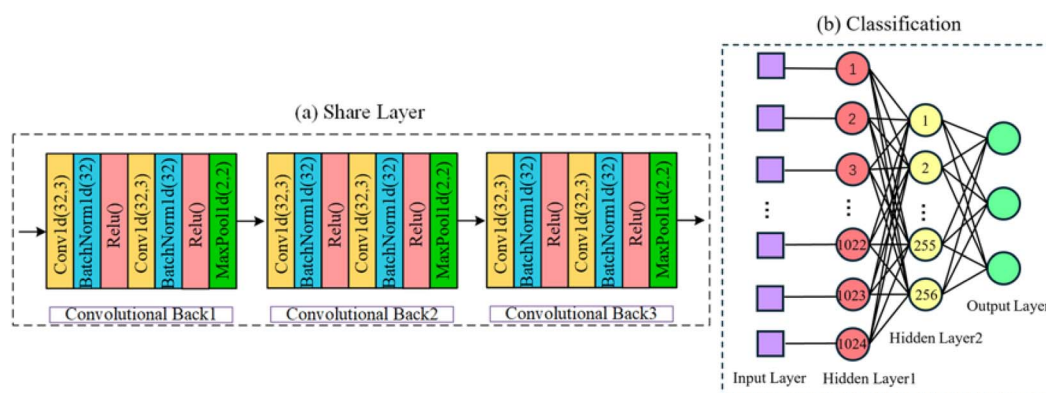 (a) Share Layer
Conv1d(32,3)
BatchNorm1d(32)
Relu()
Conv1d(32,3)
BatchNorm1d(32)
Relu()
MaxPool1d(2,2)
Convolutional Back1
Conv1d(32,3)
BatchNorm1d(32)
Relu()
Conv1d(32,3)
BatchNorm1d(32)
Relu()
MaxPool1d(2,2)
Convolutional Back2
Conv1d(32,3)
BatchNorm1d(32)
Relu()
Conv1d(32,3)
BatchNorm1d(32)
Relu()
MaxPool1d(2,2)
Convolutional Back3
(b) Classification
1
2
3
...
1022
1023
1024
1
2
...
255
256
...
Input Layer
Hidden Layer1
Hidden Layer2
Output Layer